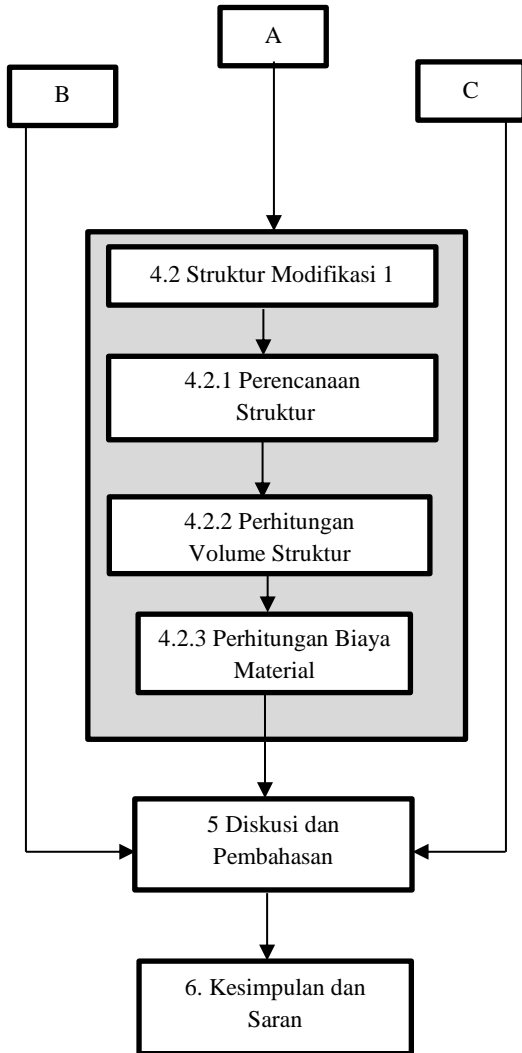 A
B
C
4.2 Struktur Modifikasi 1
4.2.1 Perencanaan
Struktur
4.2.2 Perhitungan
Volume Struktur
4.2.3 Perhitungan Biaya
Material
5 Diskusi dan
Pembahasan
6. Kesimpulan dan
Saran